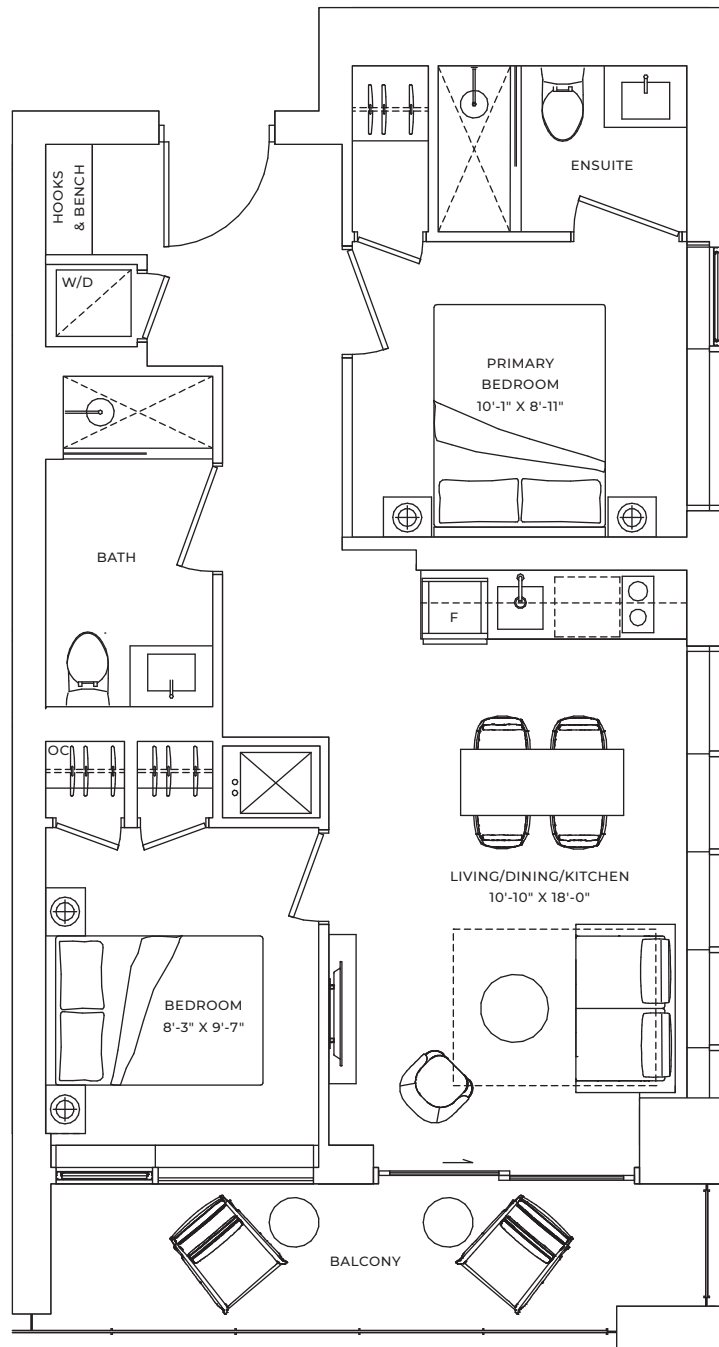 HOOKS
& BENCH
ENSUITE
W/D
PRIMARY
BEDROOM
10'-1" X 8'-11"
BATH
F
OC
LIVING/DINING/KITCHEN
10'-10" X 18'-0"
BEDROOM
8'-3" X 9'-7"
BALCONY